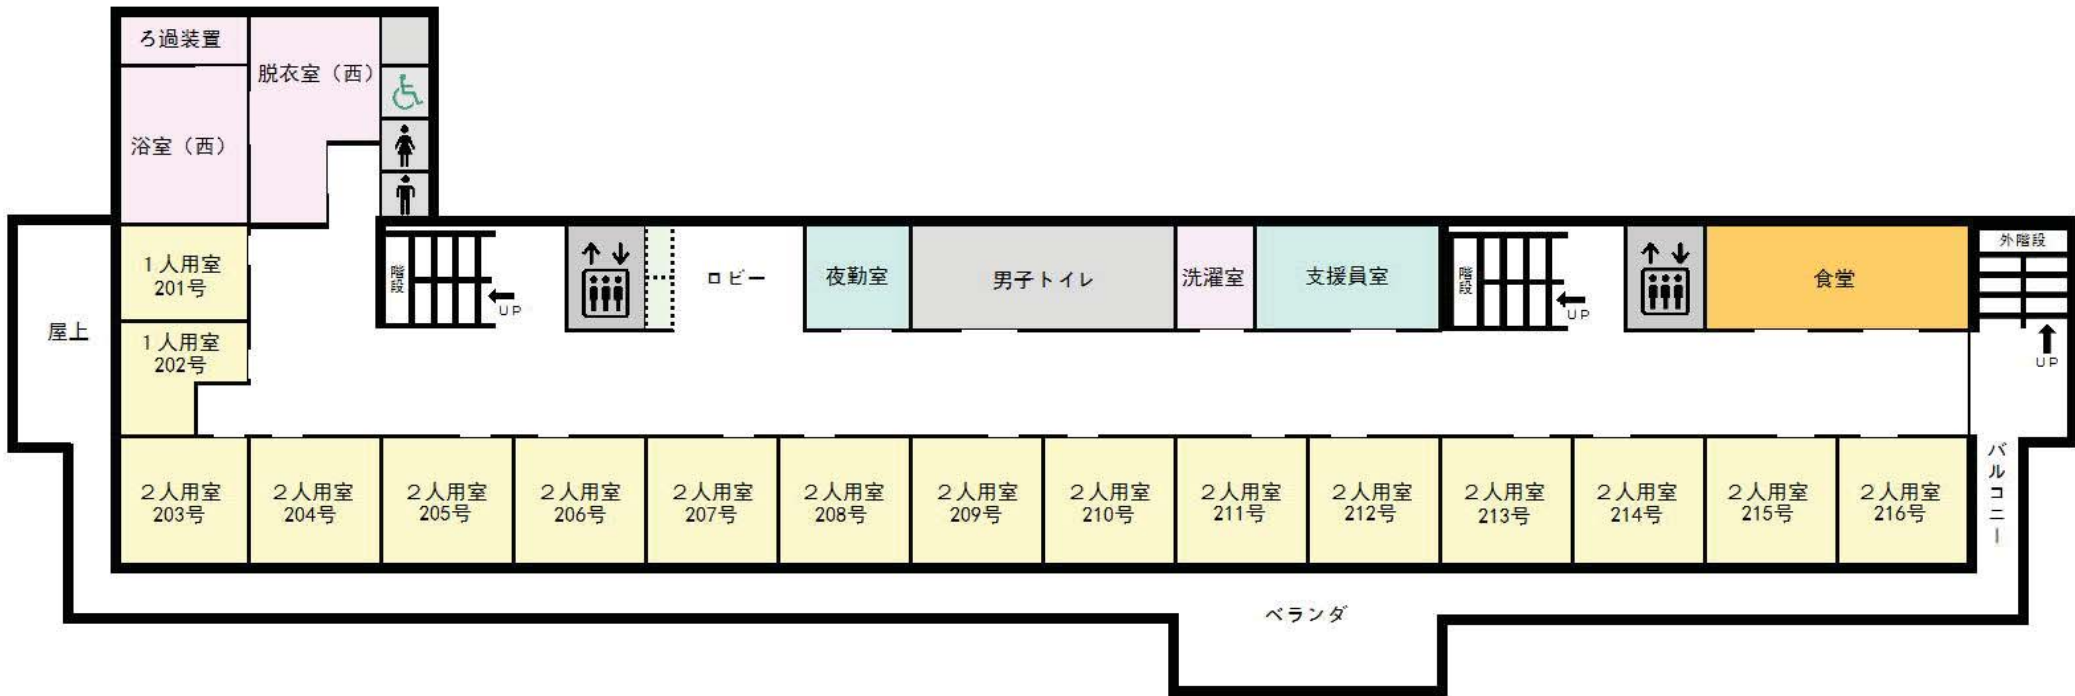 ろ過装置
脱衣室（西）
浴室（西）
１人用室
201号
１人用室
202号
屋上
階段
UP
ロビー
夜勤室
男子トイレ
洗濯室
支援員室
階段
UP
食堂
外階段
UP
２人用室
203号
２人用室
204号
２人用室
205号
２人用室
206号
２人用室
207号
２人用室
208号
２人用室
209号
２人用室
210号
２人用室
211号
２人用室
212号
２人用室
213号
２人用室
214号
２人用室
215号
２人用室
216号
バルコニー
ベランダ